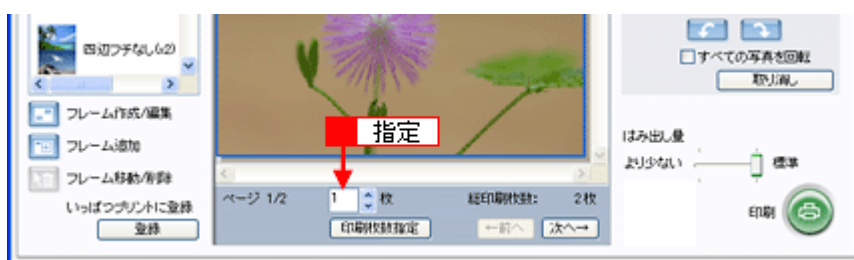 四辺フチなし(x2)
フレーム作成/編集
フレーム追加
フレーム移動/削除
いっぱつプリントに登録
登録
指定
ページ 1/2
1 枚
総印刷枚数: 2枚
印刷枚数指定
←前へ
次へ→
すべての写真を回転
取り消し
はみ出し量
より少ない
標準
印刷